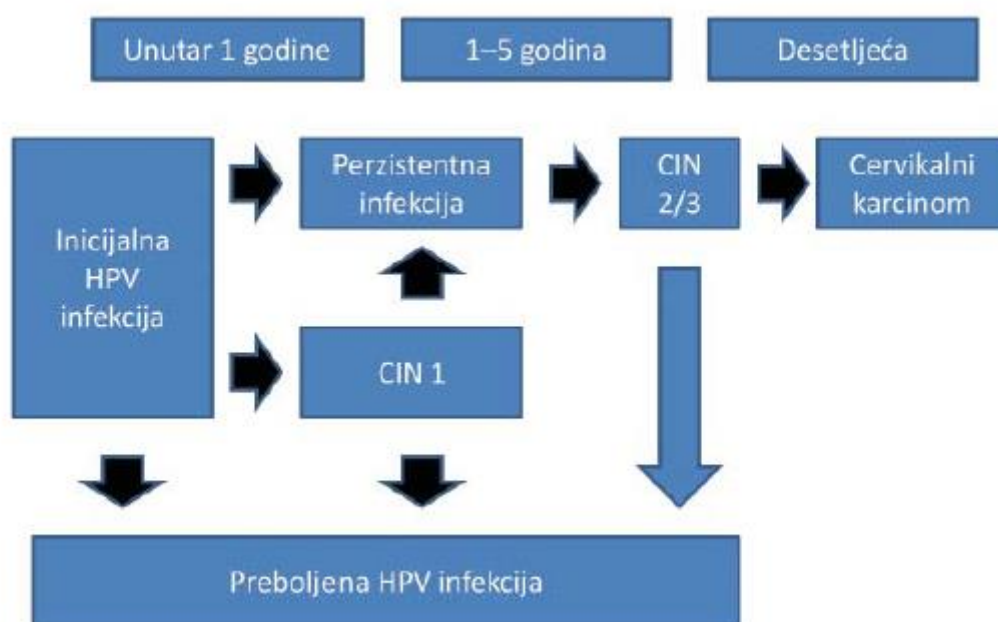 Unutar 1 godine
1–5 godina
Desetljeća
Inicijalna
HPV
infekcija
Perzistentna
infekcija
CIN
2/3
Cervikalni
karcinom
CIN 1
Preboljena HPV infekcija